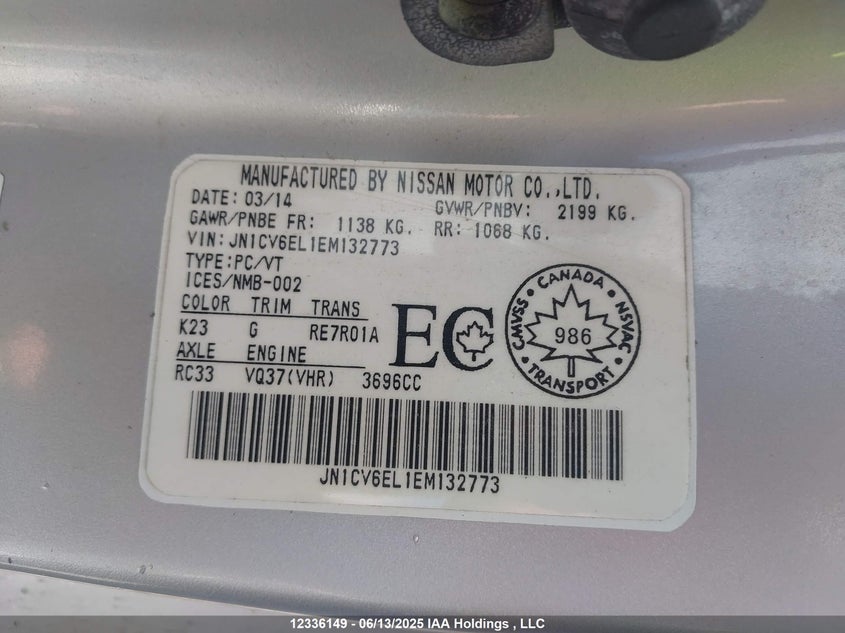 MANUFACTURED BY NISSAN MOTOR CO.,LTD.
DATE: 03/14 GVWR/PNBV: 2199 KG.
GAWR/PNBE FR: 1138 KG. RR: 1068 KG.
VIN: JN1CV6EL1EM132773
TYPE:PC/VT
ICES/NMB-002
COLOR TRIM TRANS
K23 G RE7R01A
AXLE ENGINE
RC33 VQ37(VHR) 3696CC
EC
CANADA
CMVSS • NSVAC
986
TRANSPORT
JN1CV6EL1EM132773
12336149 - 06/13/2025 IAA Holdings , LLC